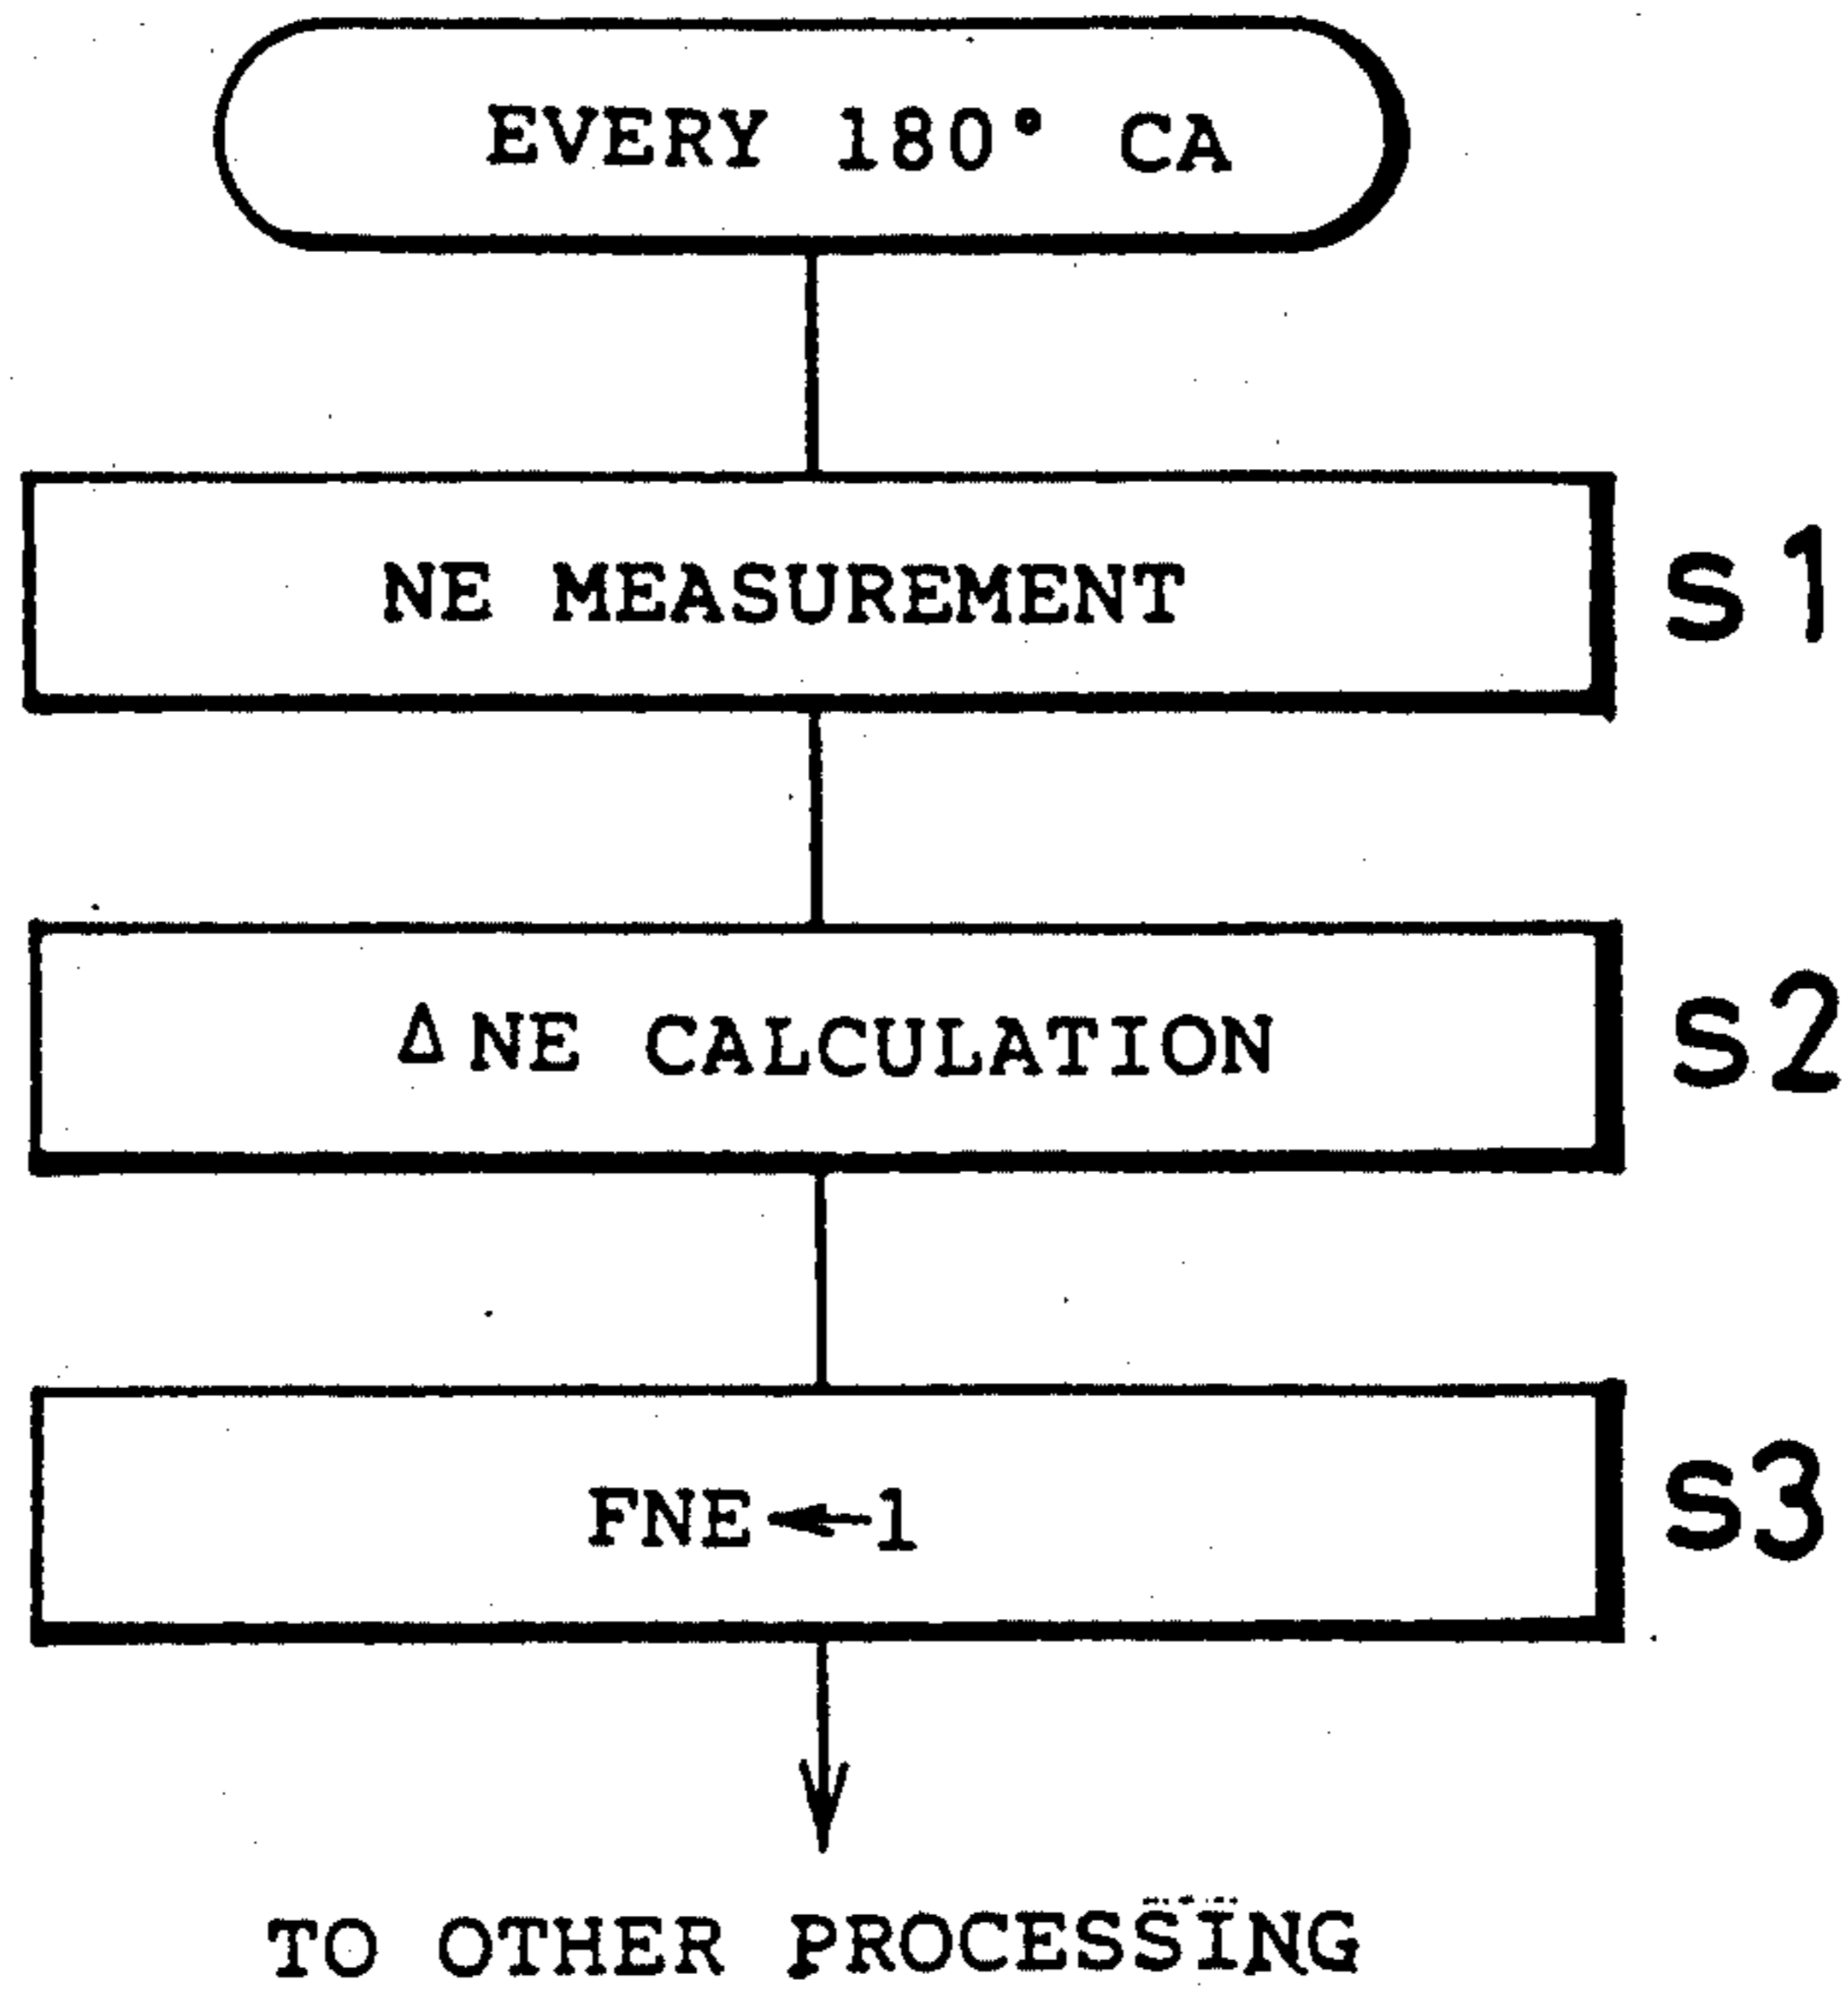 EVERY 180° CA
NE MEASUREMENT S1
ΔNE CALCULATION S2
FNE←1 S3
TO OTHER PROCESSING